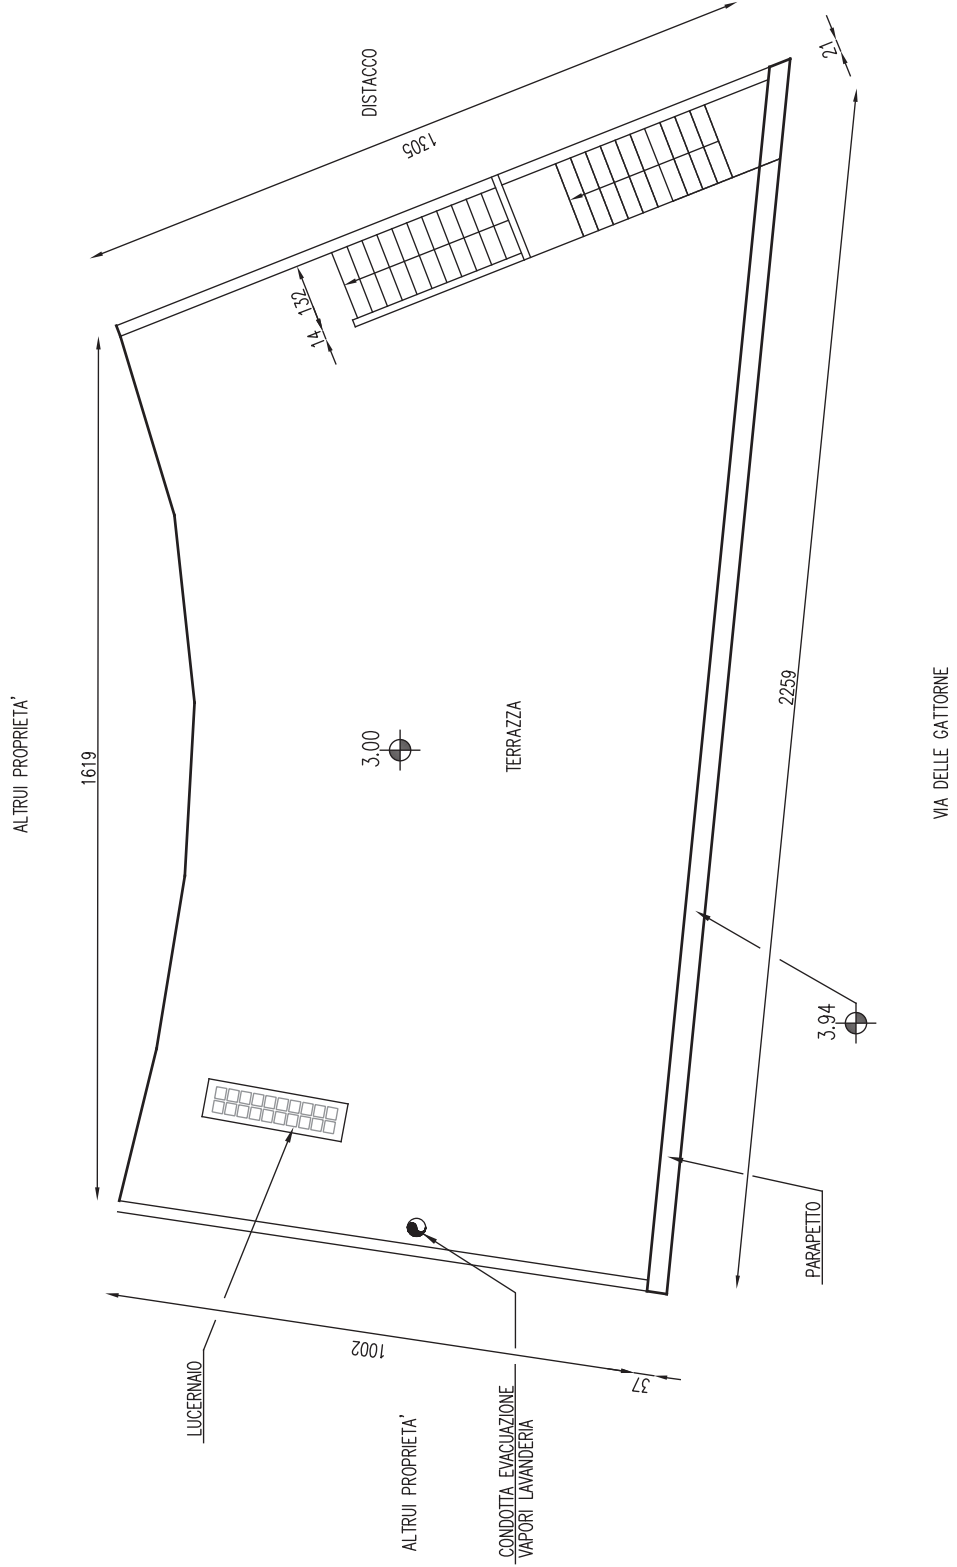 ALTRUI PROPRIETA'
1619
DISTACCO
1305
21
132
14
3.00
TERRAZZA
2259
VIA DELLE GATTORNE
3.94
PARAPETTO
LUCERNAIO
1002
37
ALTRUI PROPRIETA'
CONDOTTA EVACUAZIONE
VAPORI LAVANDERIA